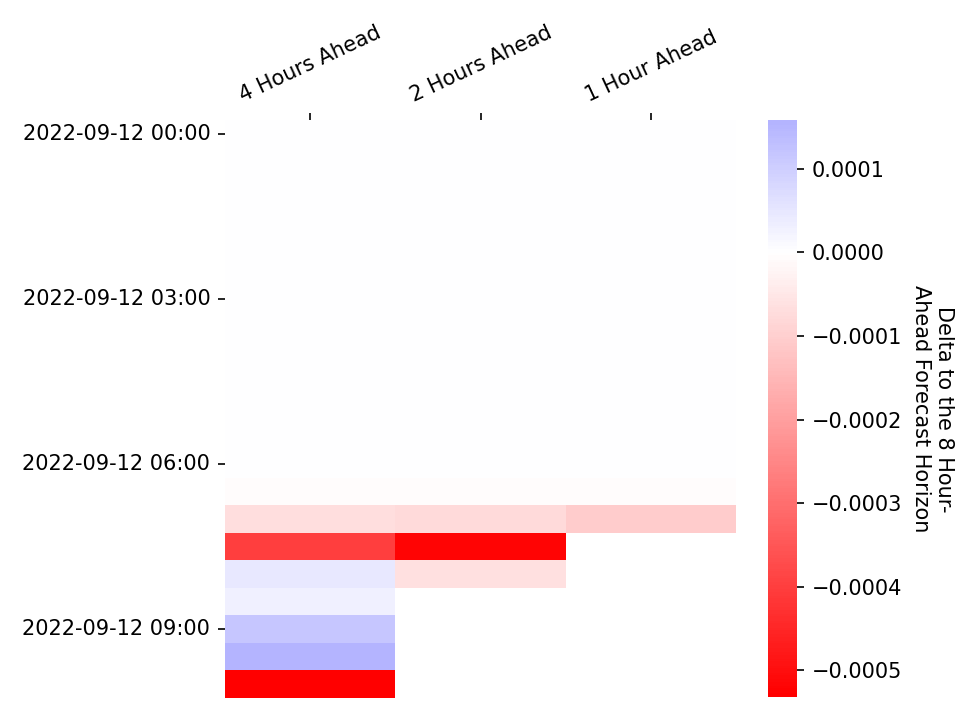 4 Hours Ahead
2 Hours Ahead
1 Hour Ahead
2022-09-12 00:00
2022-09-12 03:00
2022-09-12 06:00
2022-09-12 09:00
0.0001
0.0000
−0.0001
−0.0002
−0.0003
−0.0004
−0.0005
Delta to the 8 Hour-
Ahead Forecast Horizon